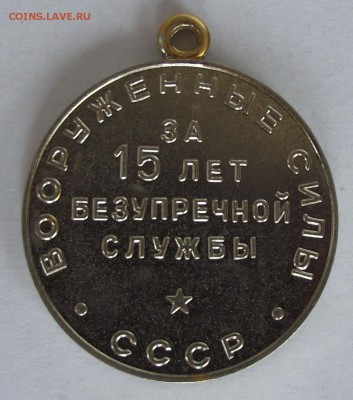 COINS.LAVE.RU
ВООРУЖЕННЫЕ СИЛЫ
ЗА
15 ЛЕТ
БЕЗУПРЕЧНОЙ
СЛУЖБЫ
• СССР •